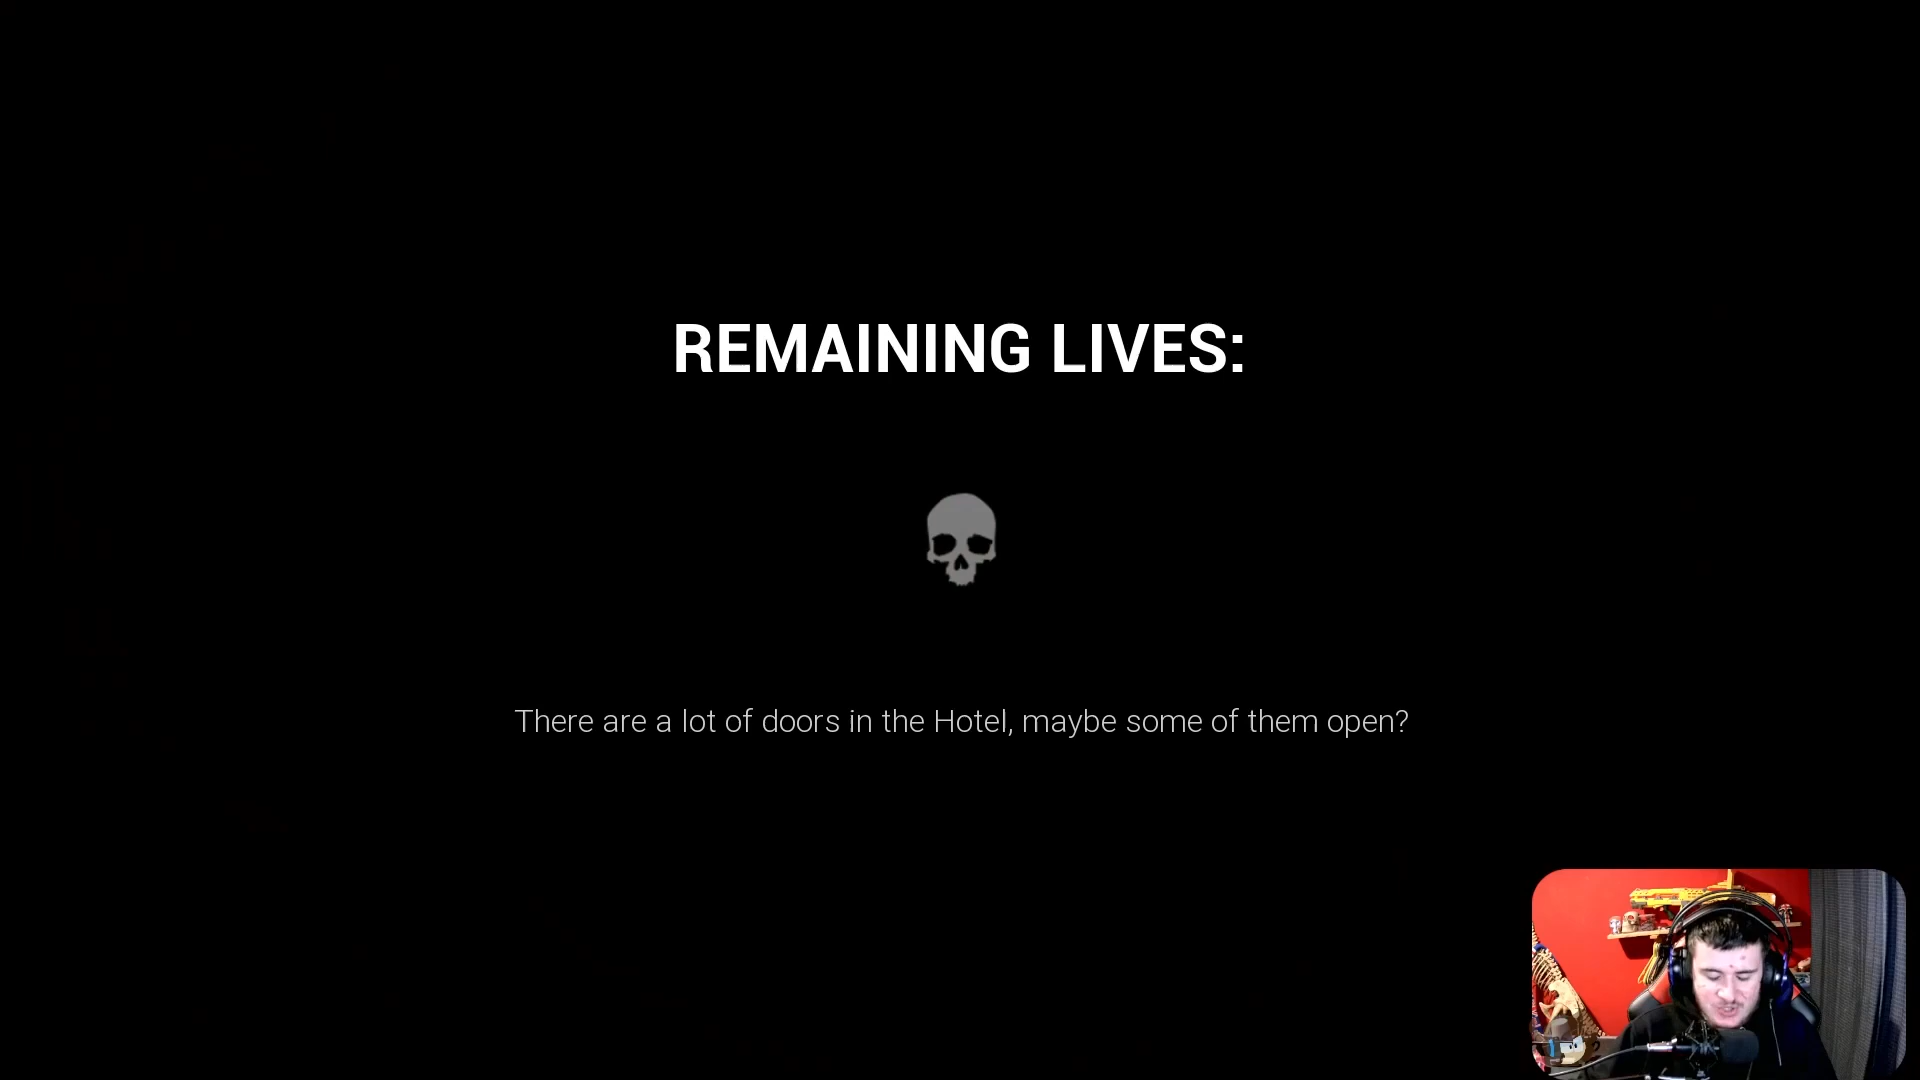 REMAINING LIVES:
There are a lot of doors in the Hotel, maybe some of them open?